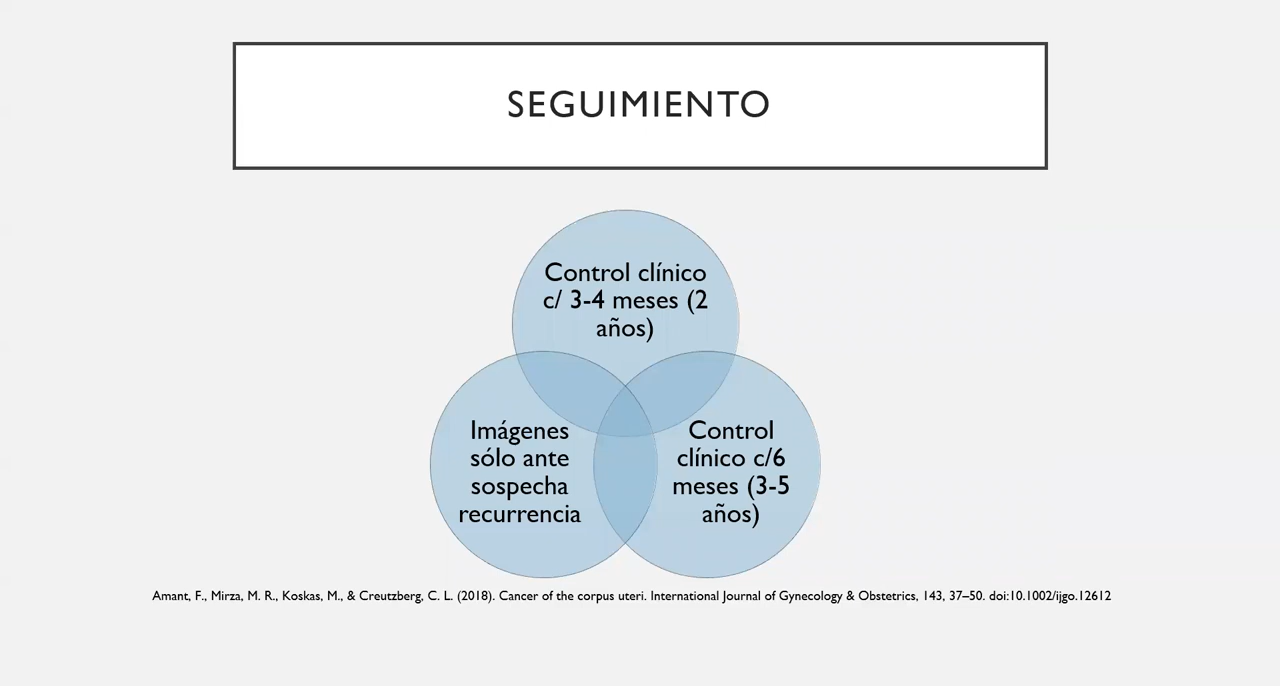 SEGUIMIENTO
Control clínico
c/ 3-4 meses (2
años)
Imágenes
sólo ante
sospecha
recurrencia
Control
clínico c/6
meses (3-5
años)
Amant, F., Mirza, M. R., Koskas, M., & Creutzberg, C. L. (2018). Cancer of the corpus uteri. International Journal of Gynecology & Obstetrics, 143, 37–50. doi:10.1002/ijgo.12612